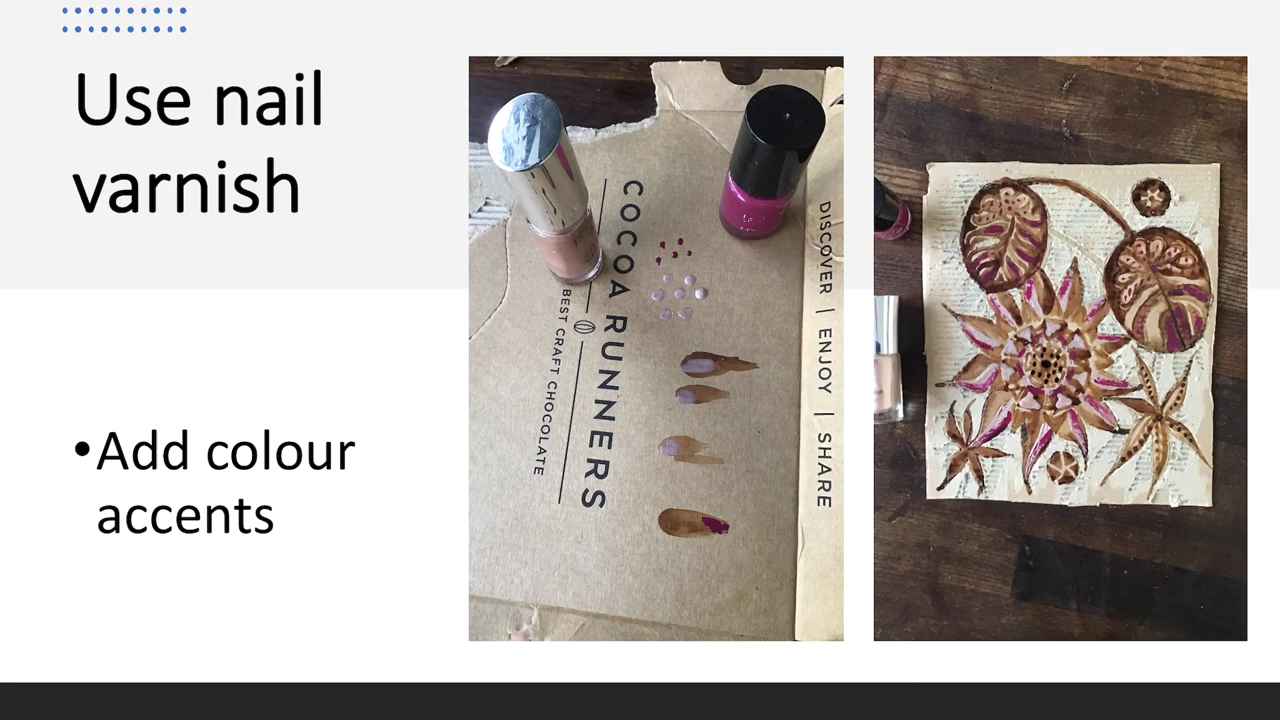 Use nail
varnish
•Add colour
accents
COCOA RUNNERS
BEST CRAFT CHOCOLATE
DISCOVER | ENJOY | SHARE